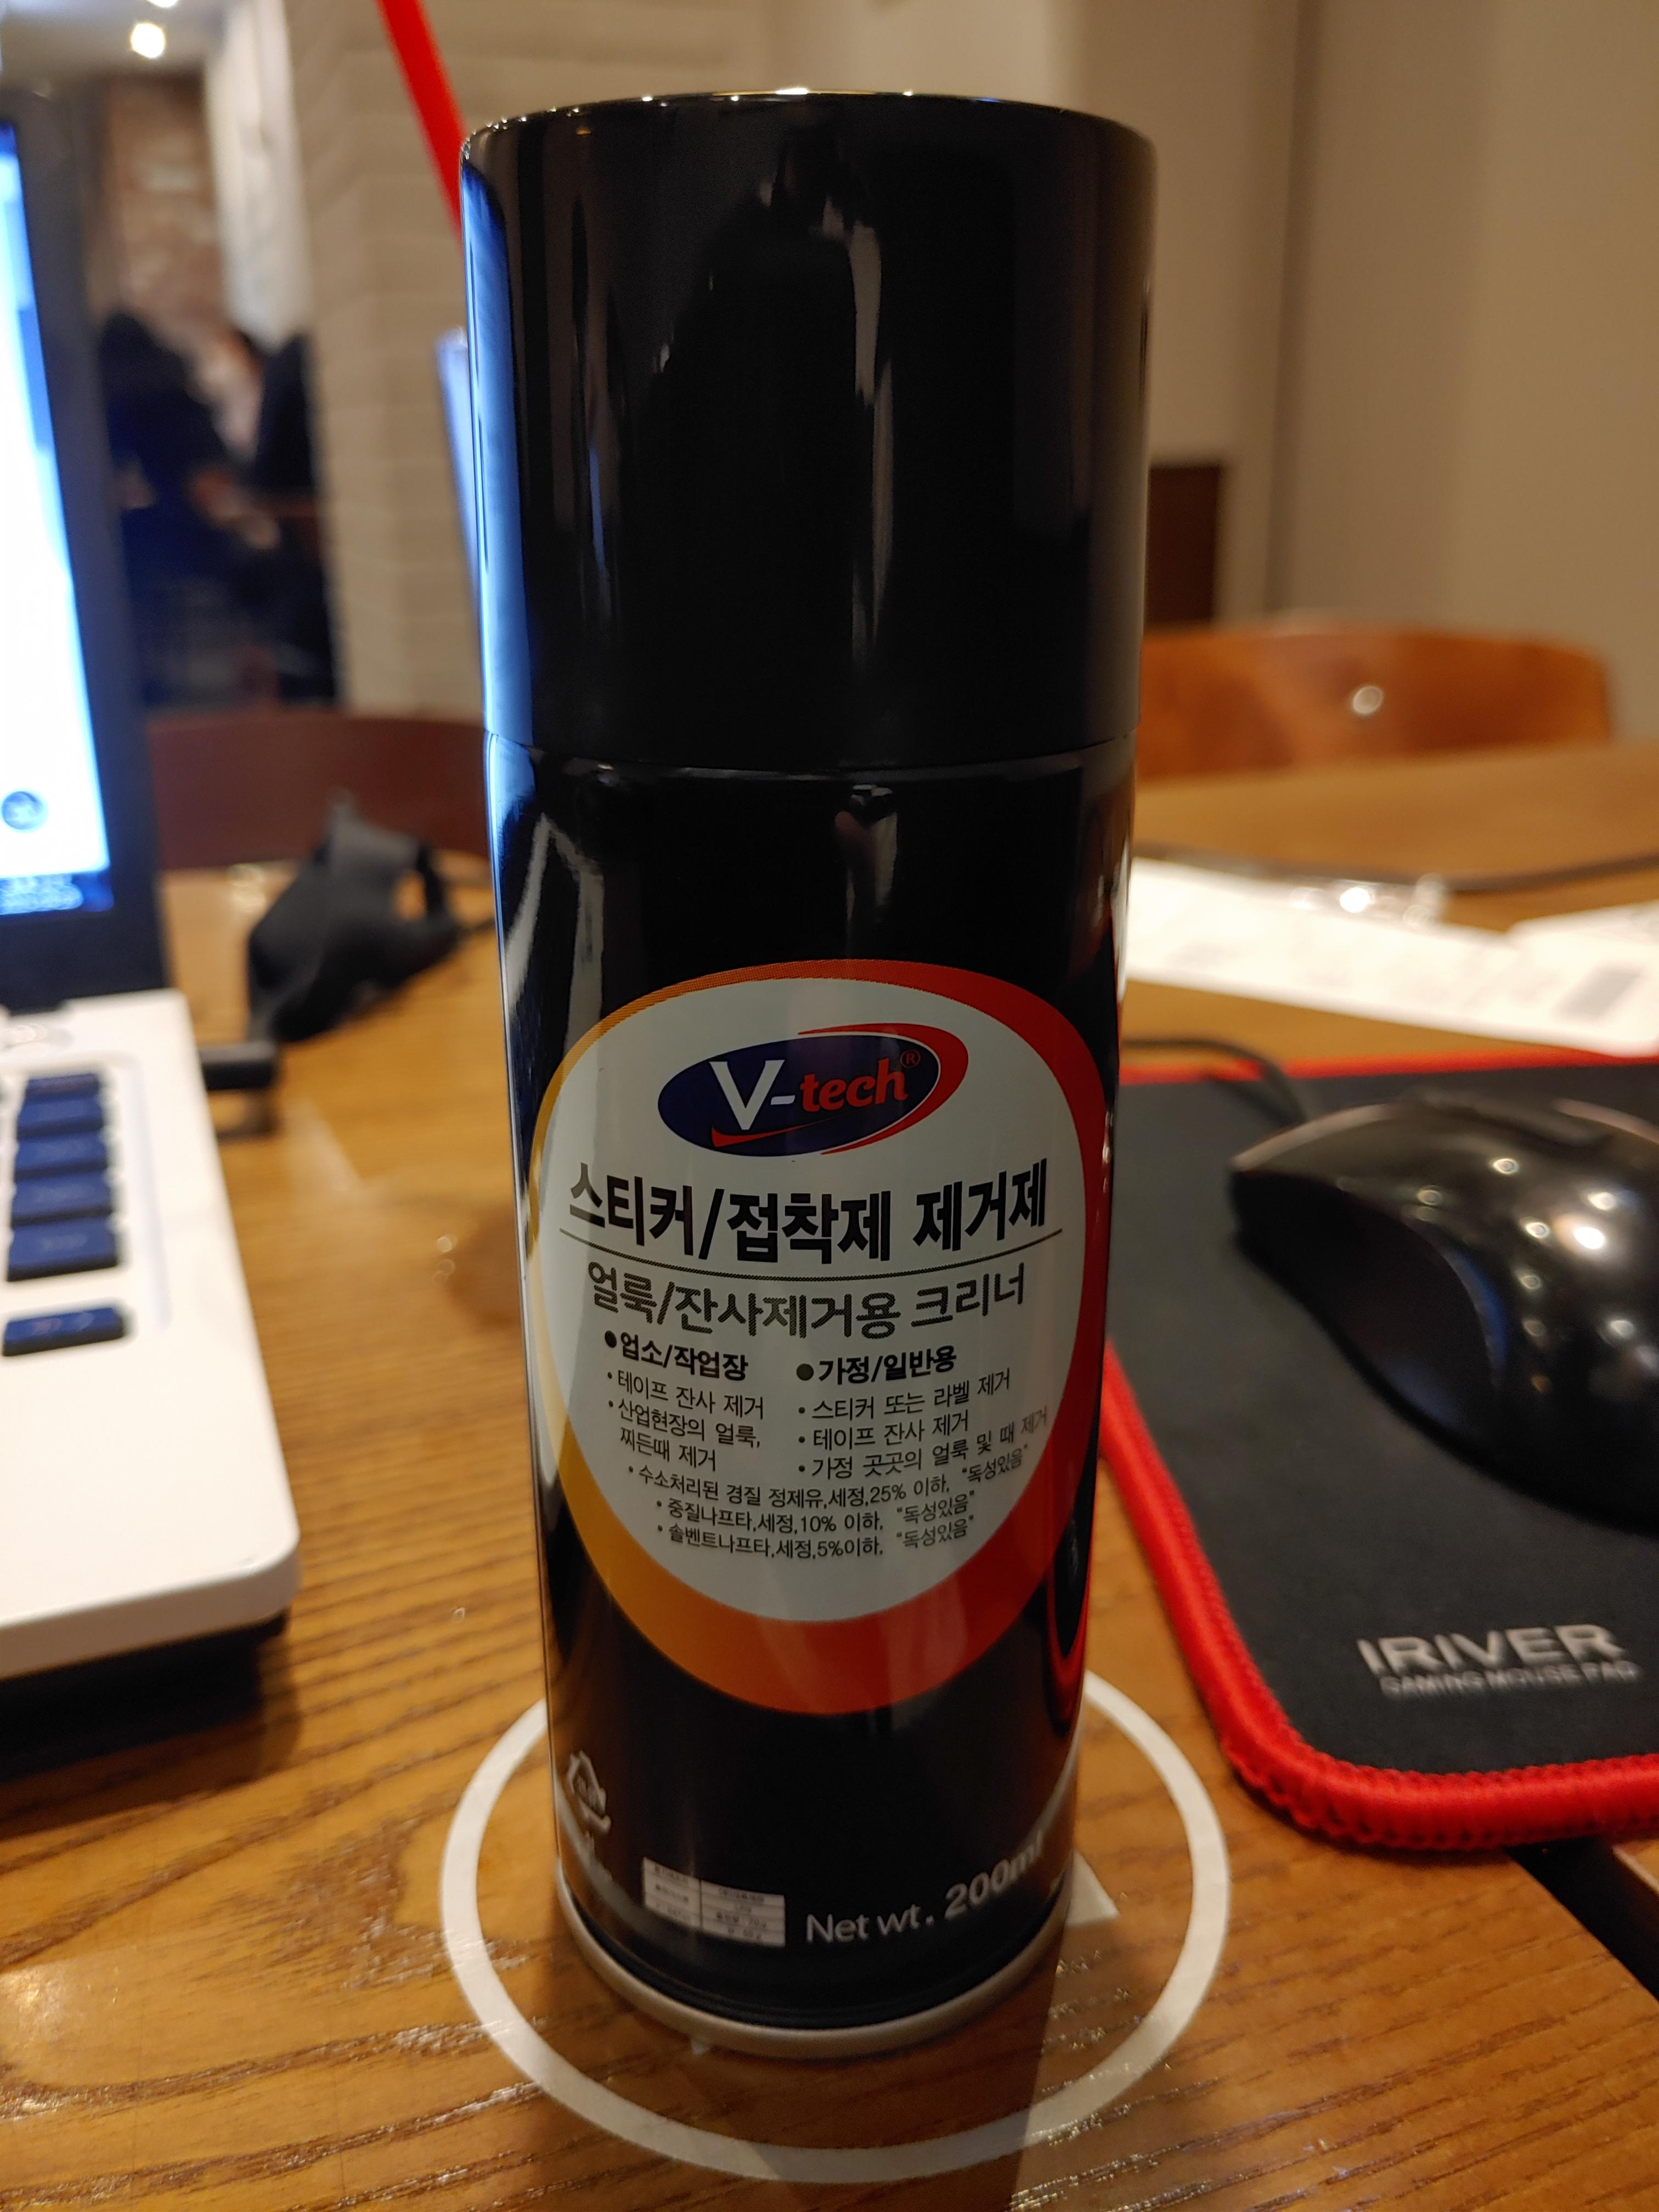 V-tech®
스티커/접착제 제거제
얼룩/잔사제거용 크리너
●업소/작업장
• 테이프 잔사 제거
• 산업현장의 얼룩,
찌든때 제거
●가정/일반용
• 스티커 또는 라벨 제거
• 테이프 잔사 제거
• 가정 곳곳의 얼룩 및 때 제거
• 수소처리된 경질 정제유,세정,25% 이하, "독성있음"
• 중질나프타,세정,10% 이하, "독성있음"
• 솔벤트나프타,세정,5%이하, "독성있음"
Net wt. 200ml
IRIVER
GAMING MOUSE PAD